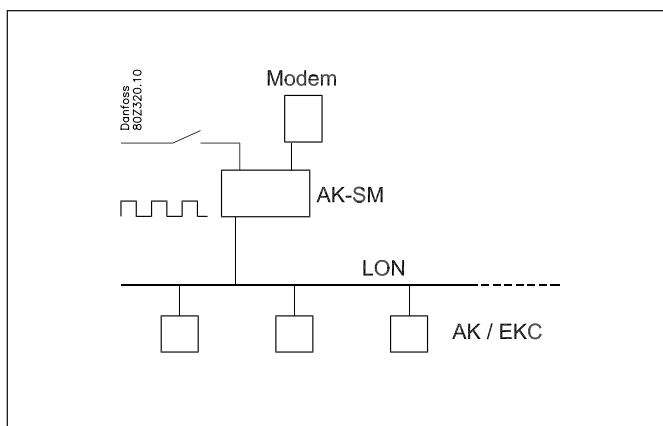 Modem
Danfoss
80Z320.10
AK-SM
LON
AK / EKC